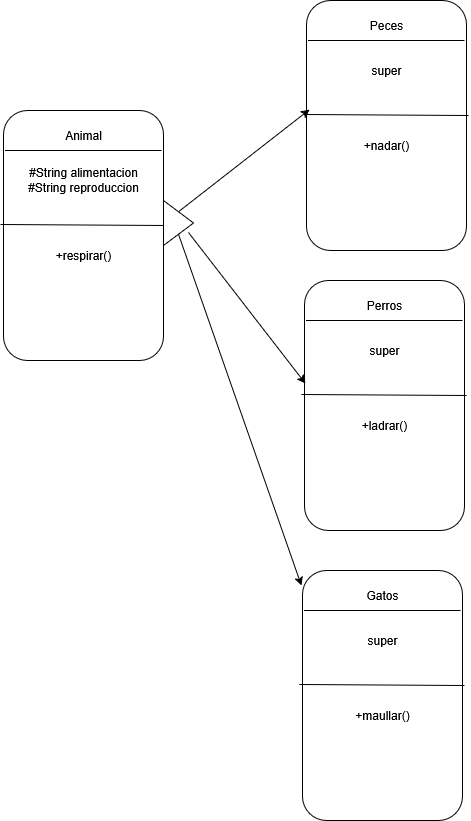 Animal
#String alimentacion
#String reproduccion
+respirar()
Peces
super
+nadar()
Perros
super
+ladrar()
Gatos
super
+maullar()